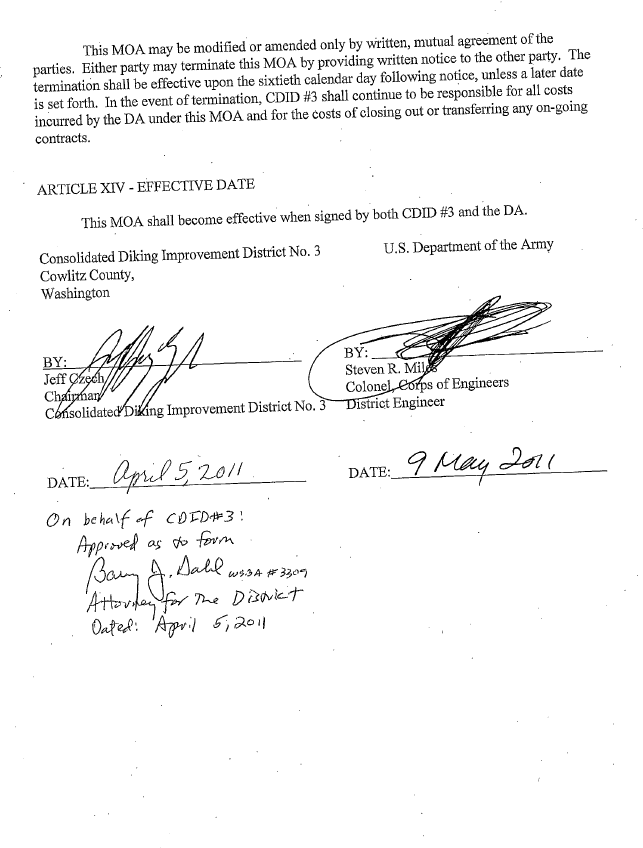 This MOA may be modified or amended only by written, mutual agreement of the
parties. Either party may terminate this MOA by providing written notice to the other party. The
termination shall be effective upon the sixtieth calendar day following notice, unless a later date
is set forth. In the event of termination, CDID #3 shall continue to be responsible for all costs
incurred by the DA under this MOA and for the costs of closing out or transferring any on-going
contracts.
ARTICLE XIV - EFFECTIVE DATE
This MOA shall become effective when signed by both CDID #3 and the DA.
Consolidated Diking Improvement District No. 3
Cowlitz County,
Washington
U.S. Department of the Army
BY:
Jeff Czech
Chairman
Consolidated Diking Improvement District No. 3
BY:
Steven R. Miles
Colonel, Corps of Engineers
District Engineer
DATE: April 5, 2011
DATE: 9 May 2011
On behalf of CDID#3:
Approved as to form
Barry J. Dahl WSBA #3309
Attorney for The District
Dated: April 5, 2011